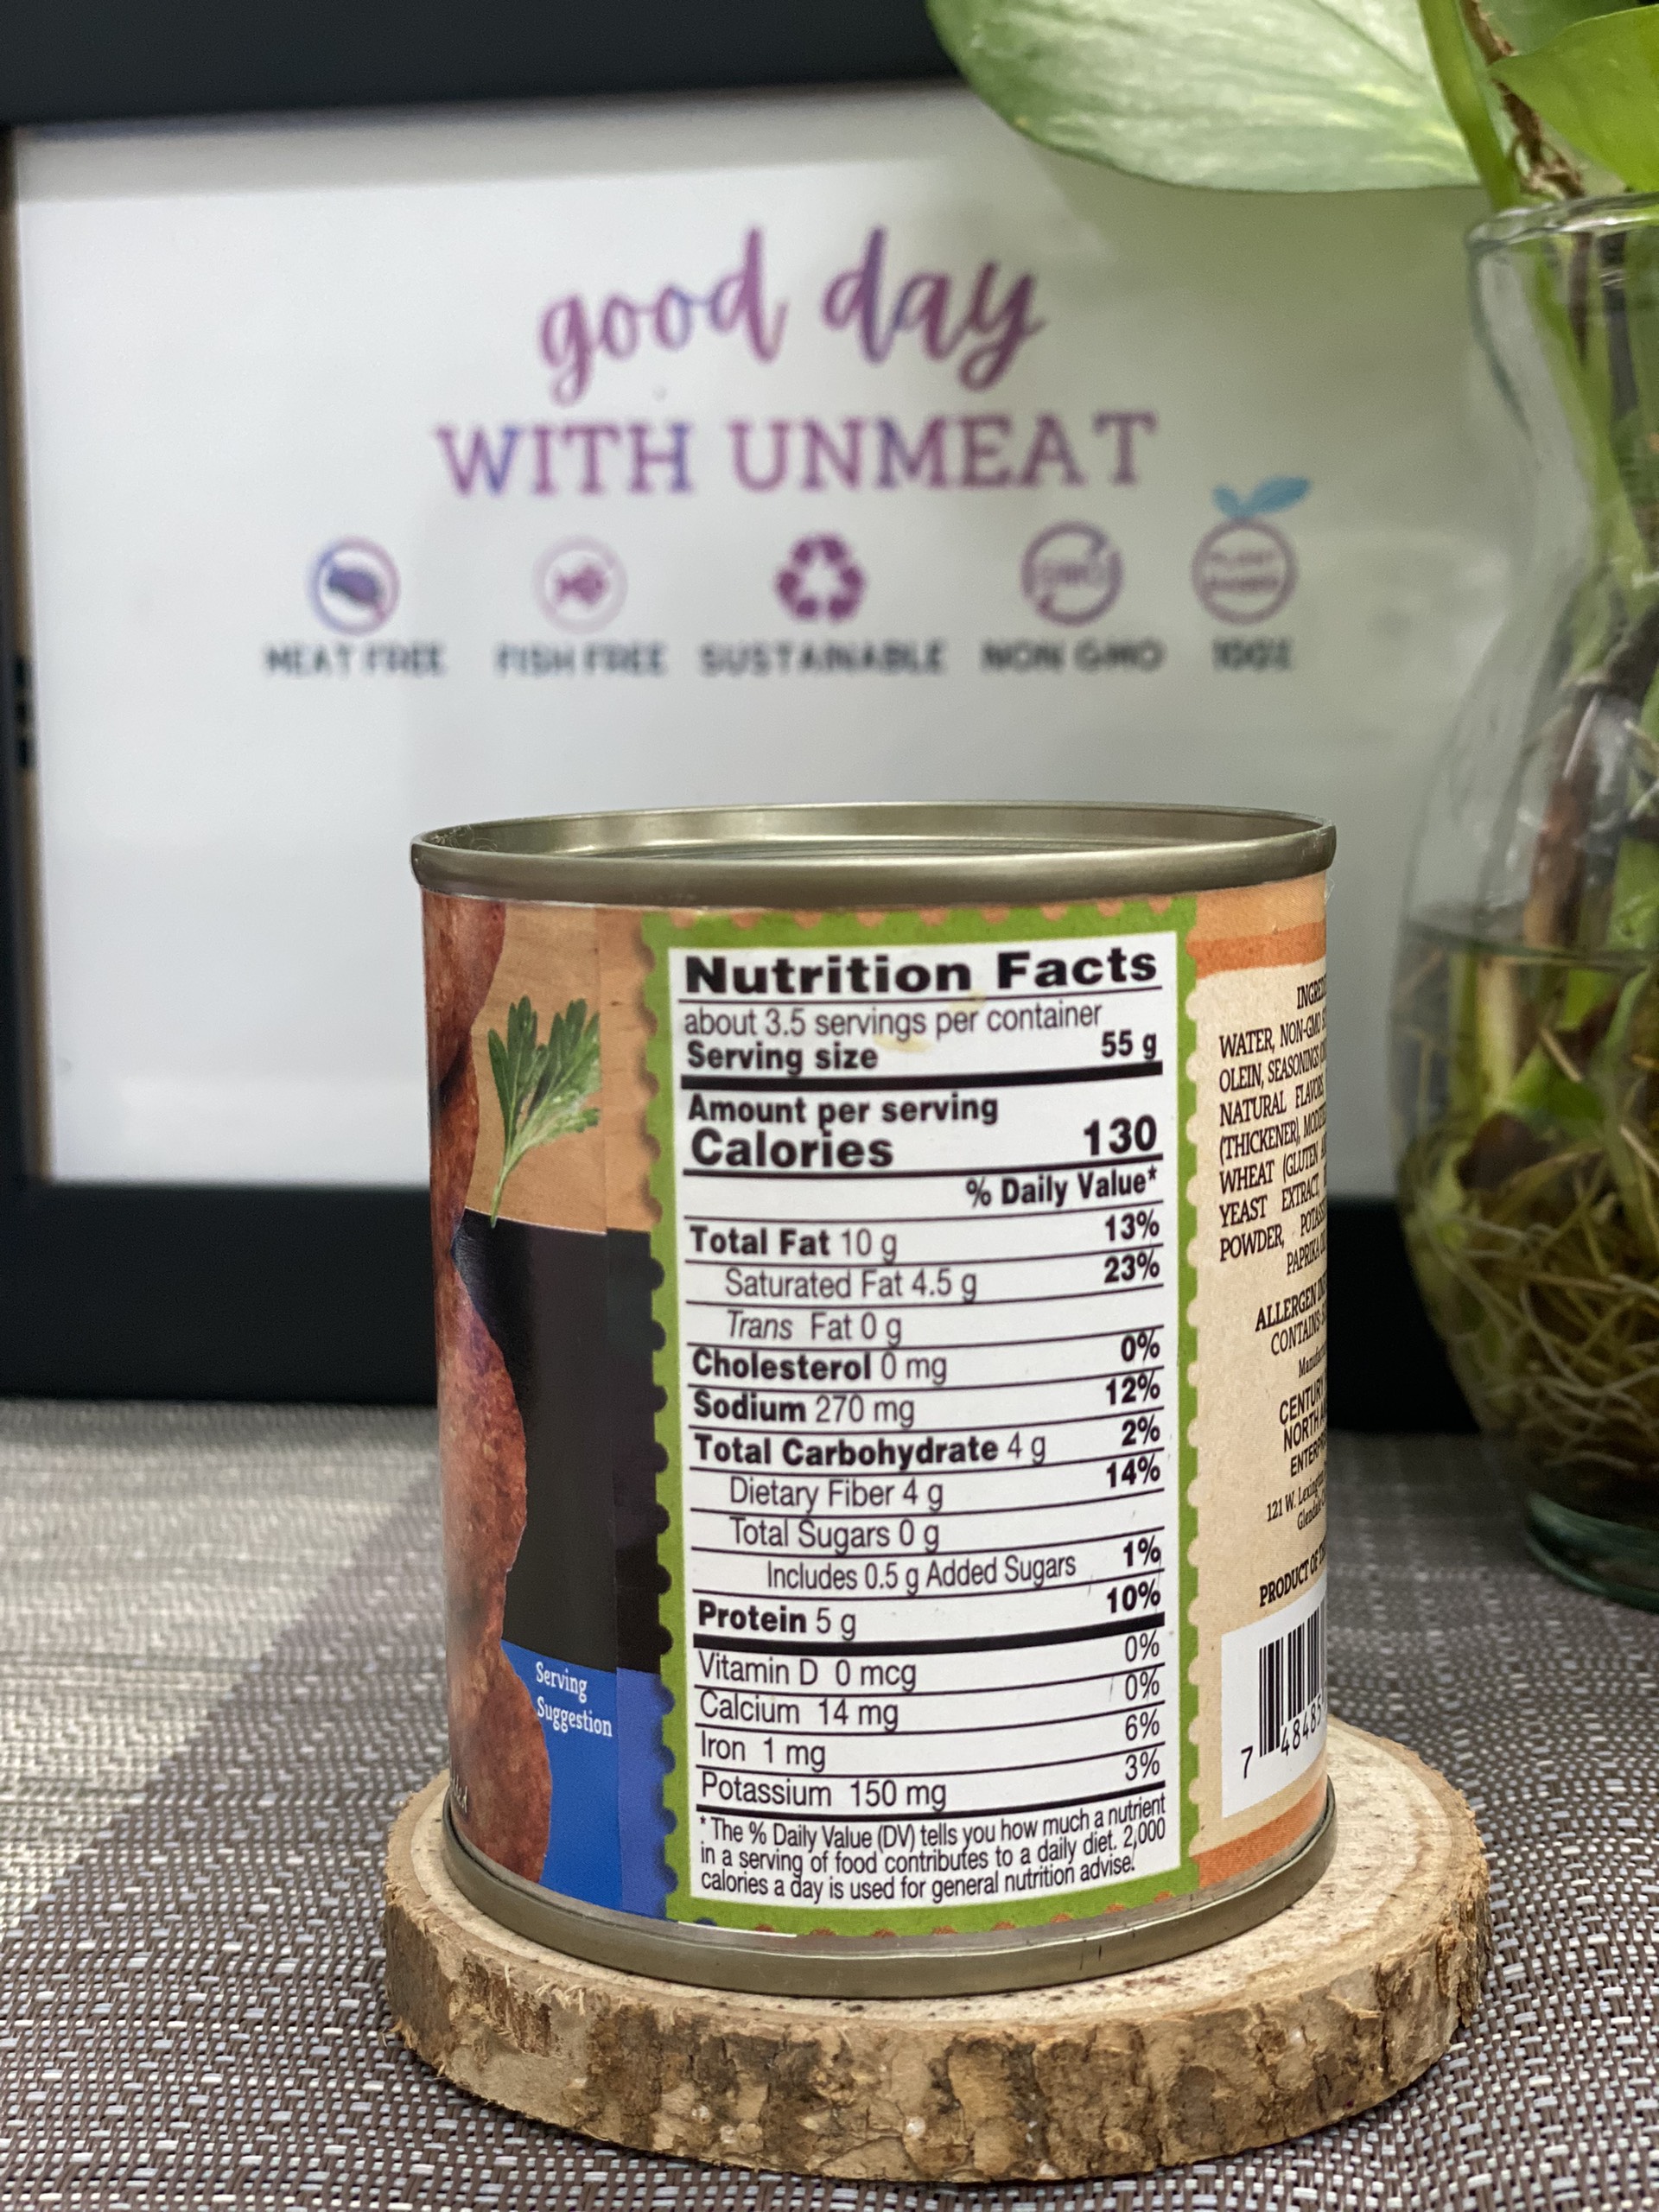 good day
WITH UNMEAT
MEAT FREE
FISH FREE
SUSTAINABLE
NON GMO
100%
GMO
PLANT
Nutrition Facts
about 3.5 servings per container
Serving size 55 g
Amount per serving
Calories 130
% Daily Value*
Total Fat 10 g 13%
Saturated Fat 4.5 g 23%
Trans Fat 0 g
Cholesterol 0 mg 0%
Sodium 270 mg 12%
Total Carbohydrate 4 g 2%
Dietary Fiber 4 g 14%
Total Sugars 0 g
Includes 0.5 g Added Sugars 1%
Protein 5 g 10%
Vitamin D 0 mcg 0%
Calcium 14 mg 0%
Iron 1 mg 6%
Potassium 150 mg 3%
* The % Daily Value (DV) tells you how much a nutrient
in a serving of food contributes to a daily diet. 2,000
calories a day is used for general nutrition advise.
Serving
Suggestion
WATER, NON-GMO
OLEIN, SEASONINGS
NATURAL FLAVORS
(THICKENER),
WHEAT (GLUTEN
YEAST EXTRACT,
POWDER,
PAPRIKA
ALLERGEN
CONTAINS
CENTURY
NORTH
121 W.
PRODUCT OF
7 48485